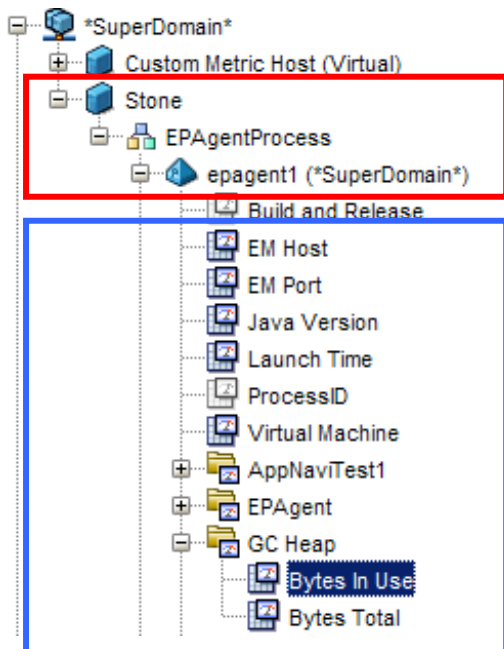 *SuperDomain*
Custom Metric Host (Virtual)
Stone
EPAgentProcess
epagent1 (*SuperDomain*)
Build and Release
EM Host
EM Port
Java Version
Launch Time
ProcessID
Virtual Machine
AppNaviTest1
EPAgent
GC Heap
Bytes In Use
Bytes Total